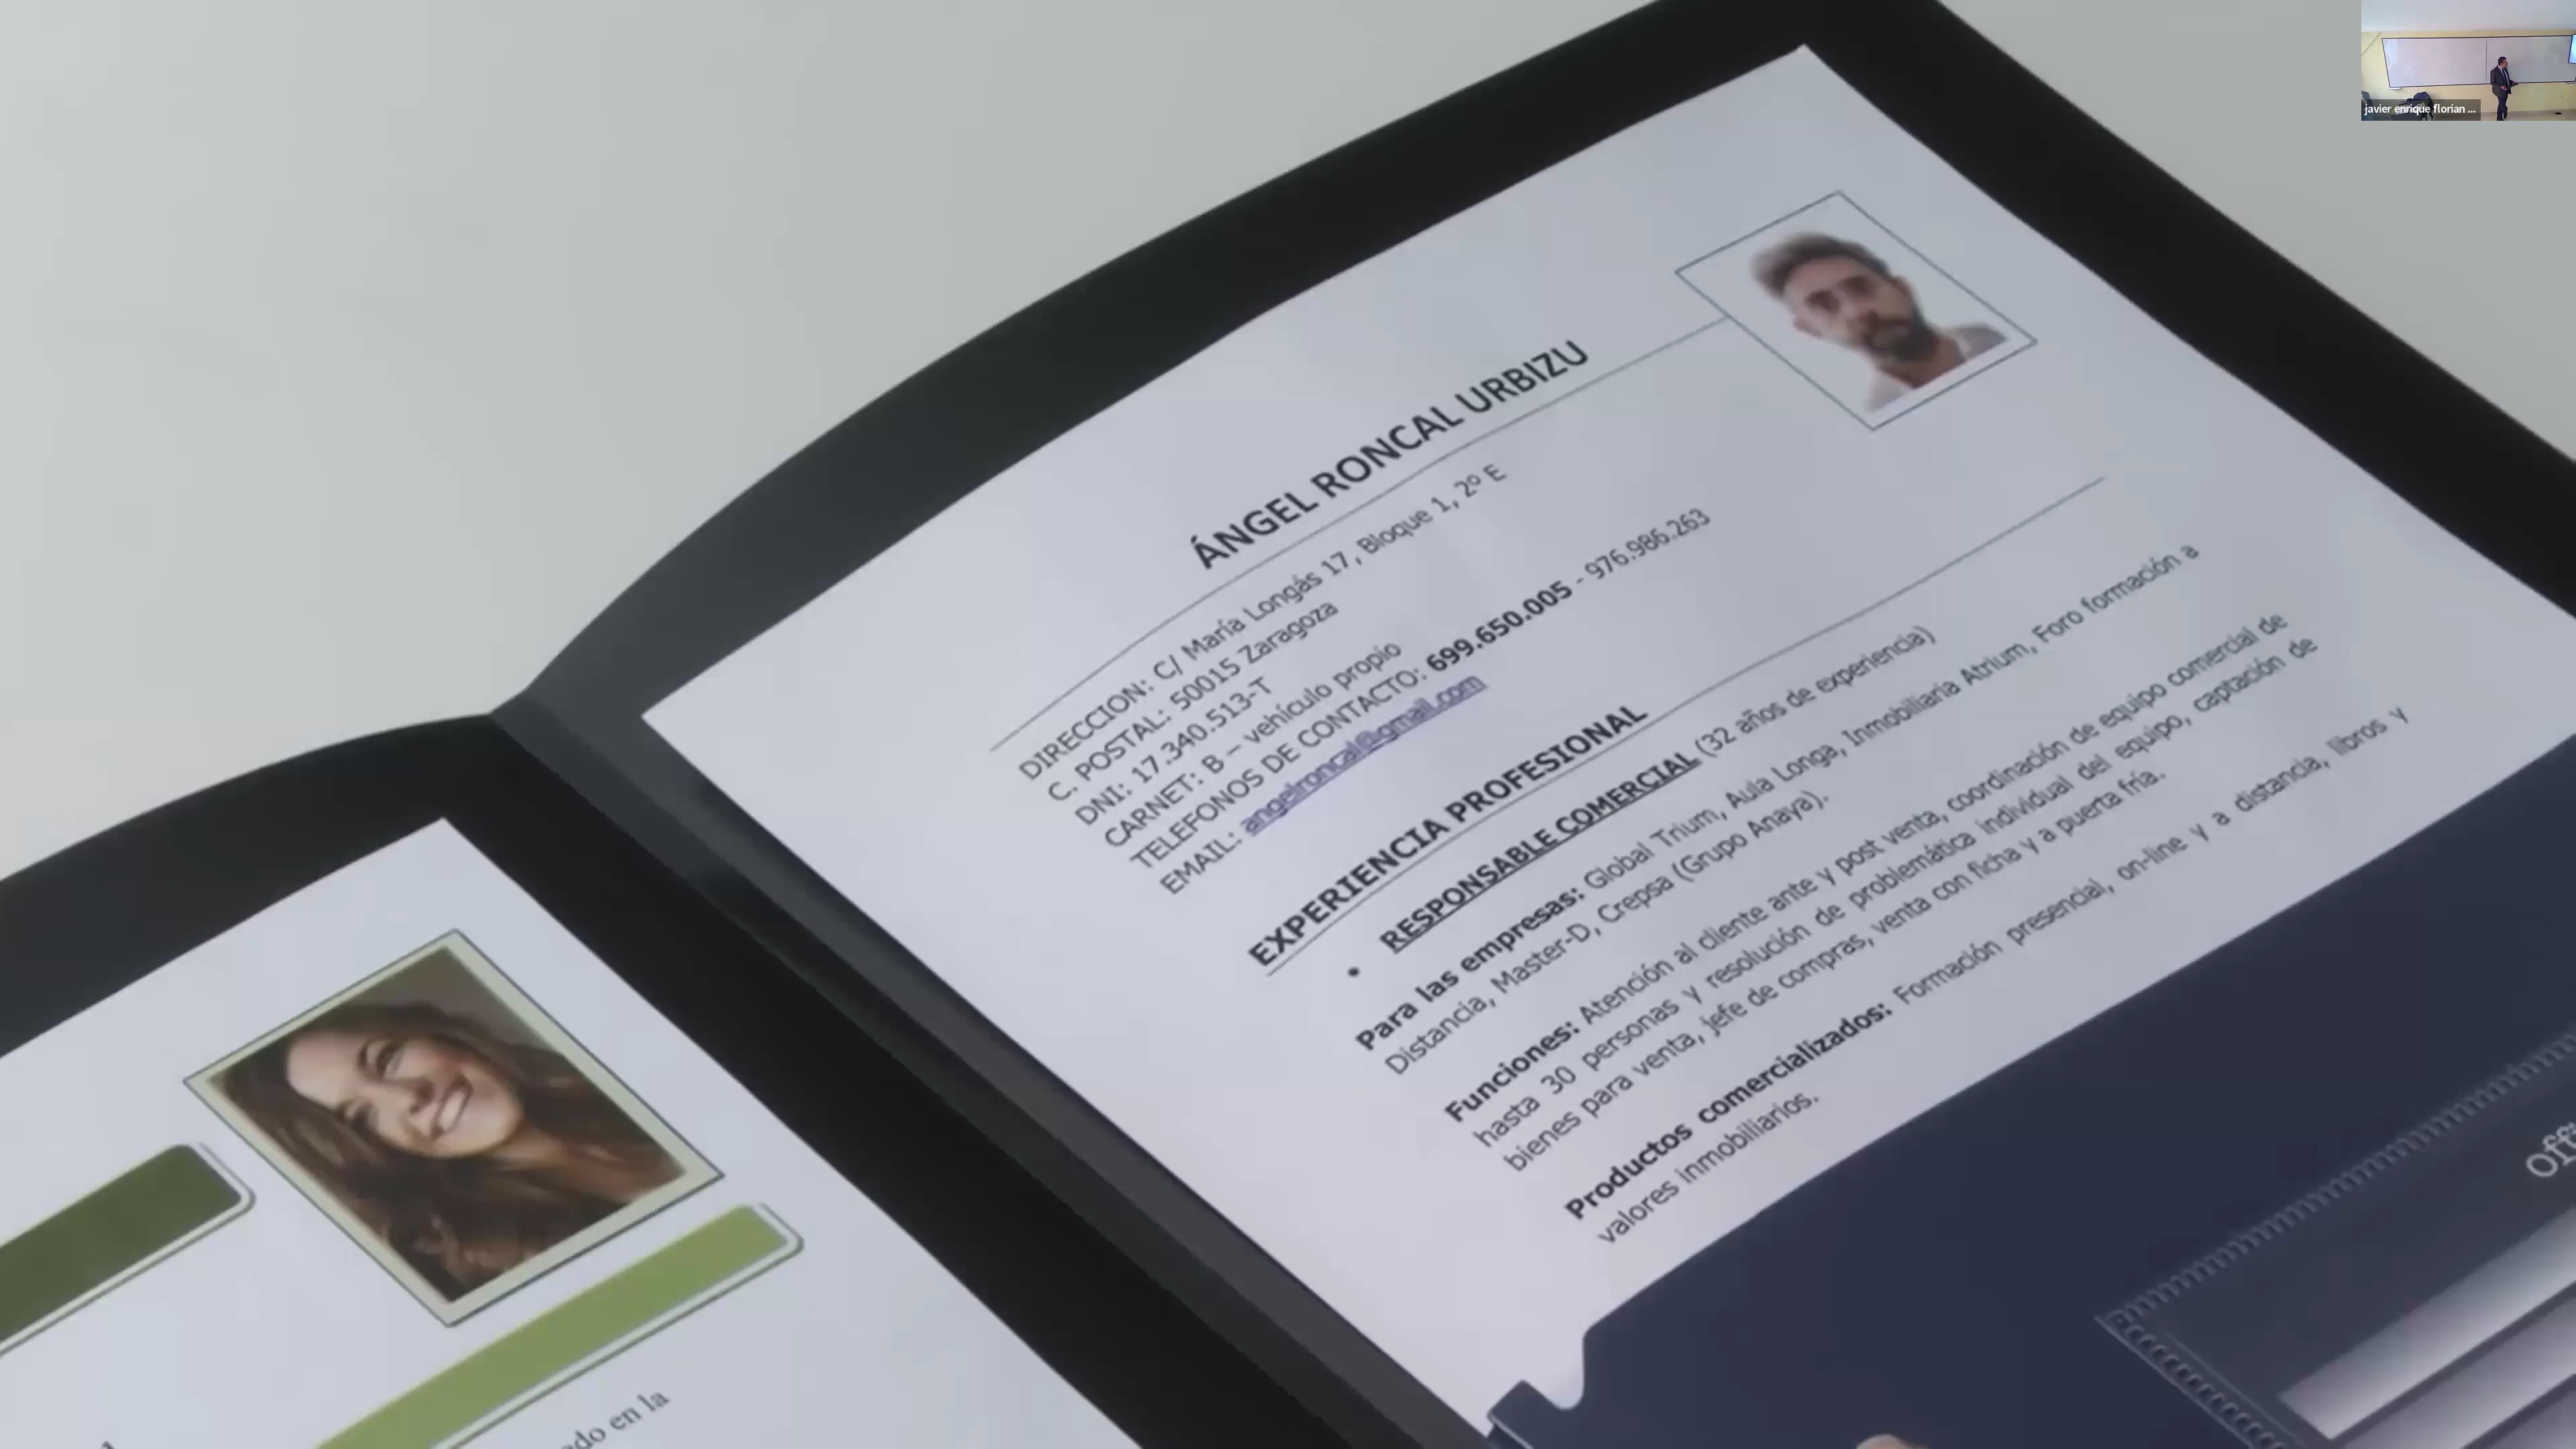 javier enrique florian ...
ÁNGEL RONCAL URBIZU
DIRECCION: C/ María Longás 17, Bloque 1, 2º E
C. POSTAL: 50015 Zaragoza
DNI: 17.340.513-T
CARNET: B – vehículo propio
TELEFONOS DE CONTACTO: 699.650.005 - 976.986.263
EMAIL: angelroncal@gmail.com
EXPERIENCIA PROFESIONAL
• RESPONSABLE COMERCIAL (32 años de experiencia)
Para las empresas: Global Trium, Aula Longa, Inmobiliaria Atrium, Foro formación a
Distancia, Master-D, Crepsa (Grupo Anaya).
Funciones: Atención al cliente ante y post venta, coordinación de equipo comercial de
hasta 30 personas y resolución de problemática individual del equipo, captación de
bienes para venta, jefe de compras, venta con ficha y a puerta fría.
Productos comercializados: Formación presencial, on-line y a distancia, libros y
valores inmobiliarios.
en la